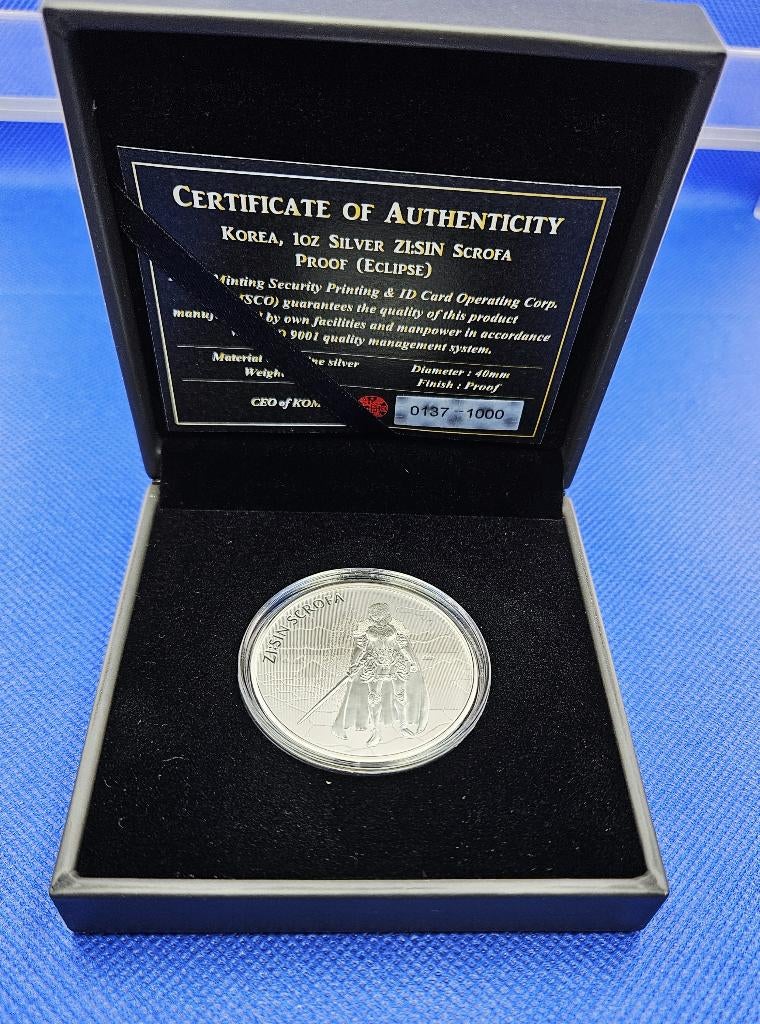 CERTIFICATE OF AUTHENTICITY
KOREA, 1OZ SILVER ZI:SIN SCROFA
PROOF (ECLIPSE)
Minting Security Printing & ID Card Operating Corp.
guarantees the quality of this product
by own facilities and manpower in accordance
9001 quality management system.
Material silver
Diameter : 40mm
Finish : Proof
CEO of
0137 - 1000
ZI:SIN SCROFA